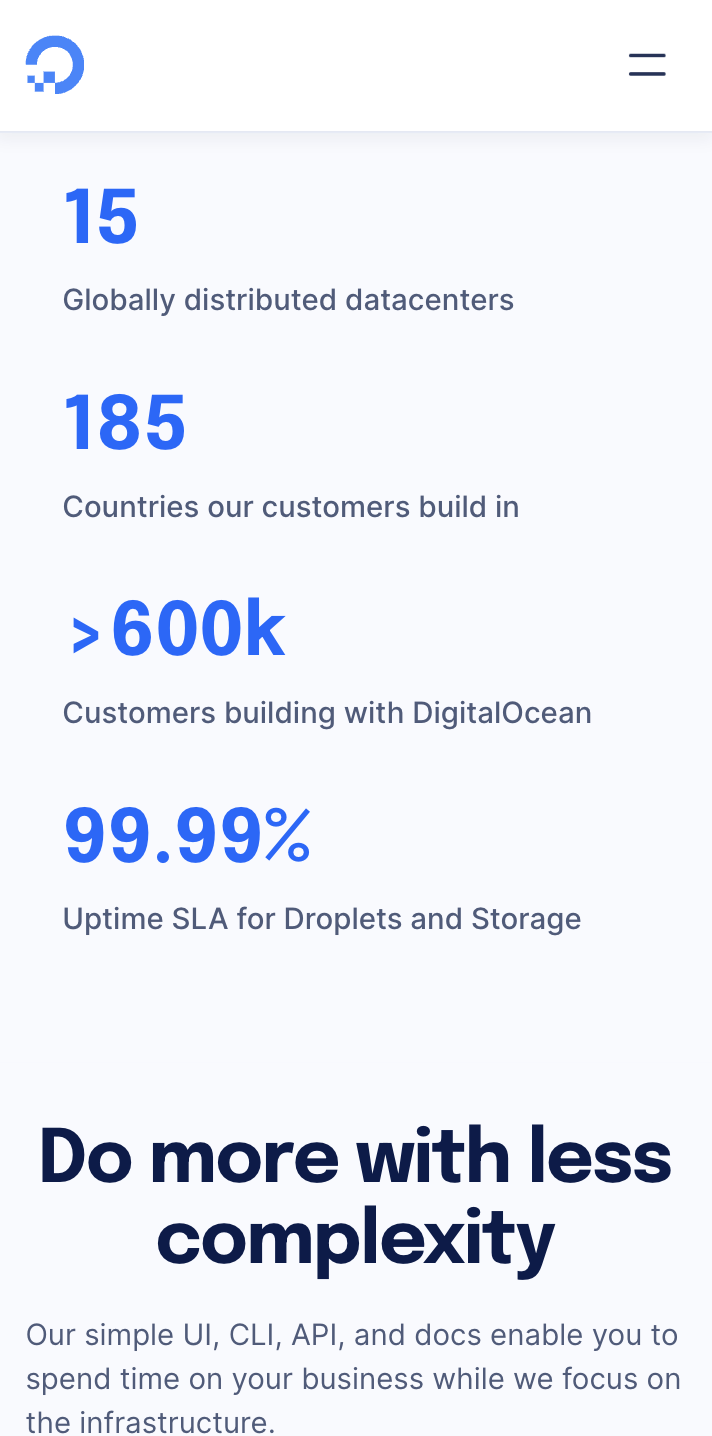 15
Globally distributed datacenters
185
Countries our customers build in
>600k
Customers building with DigitalOcean
99.99%
Uptime SLA for Droplets and Storage
Do more with less
complexity
Our simple UI, CLI, API, and docs enable you to
spend time on your business while we focus on
the infrastructure.